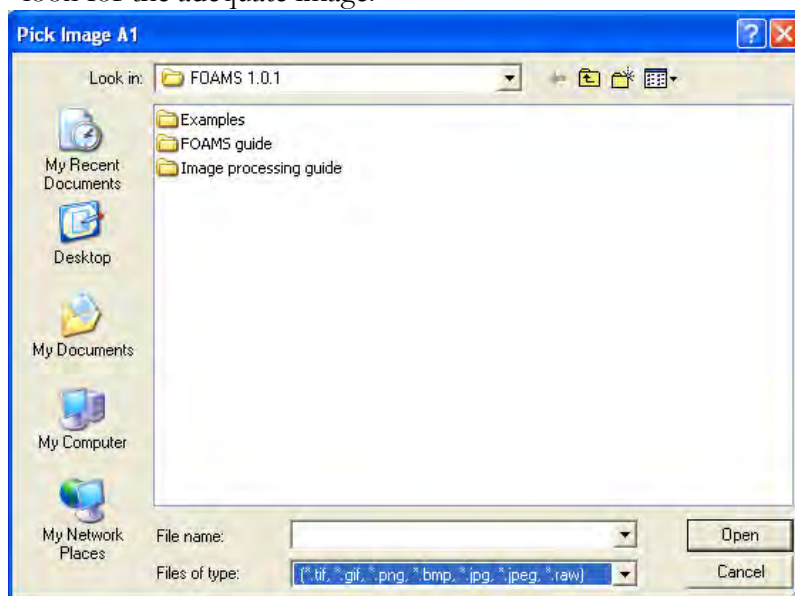 look for the adequate image.
Pick Image A1
Look in: FOAMS 1.0.1
Examples
FOAMS guide
Image processing guide
My Recent
Documents
Desktop
My Documents
My Computer
My Network
Places
File name:
Open
Files of type: (*.tif, *.gif, *.png, *.bmp, *.jpg, *.jpeg, *.raw)
Cancel